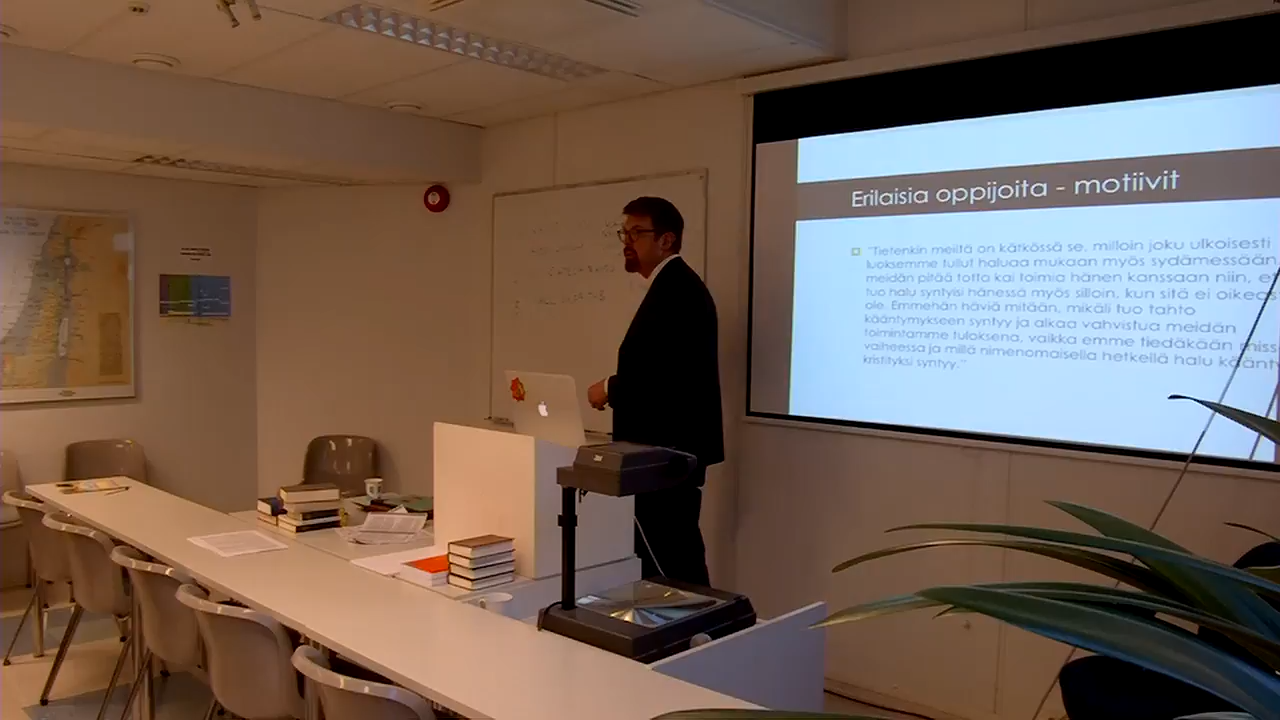 Erilaisia oppijoita - motiivit
"Tietenkin meiltä on kätkössä se, milloin joku ulkoisesti
luoksemme tullut haluaa mukaan myös sydämessään,
meidän pitää totta kai toimia hänen kanssaan niin, e
tuo halu syntyisi hänessä myös silloin, kun sitä ei oikeas
ole. Emmehän häviä mitään, mikäli tuo tahto
kääntymykseen syntyy ja alkaa vahvistua meidän
toimintamme tuloksena, vaikka emme tiedäkään miss
vaiheessa ja millä nimenomaisella hetkellä halu käänt
kristityksi syntyy."